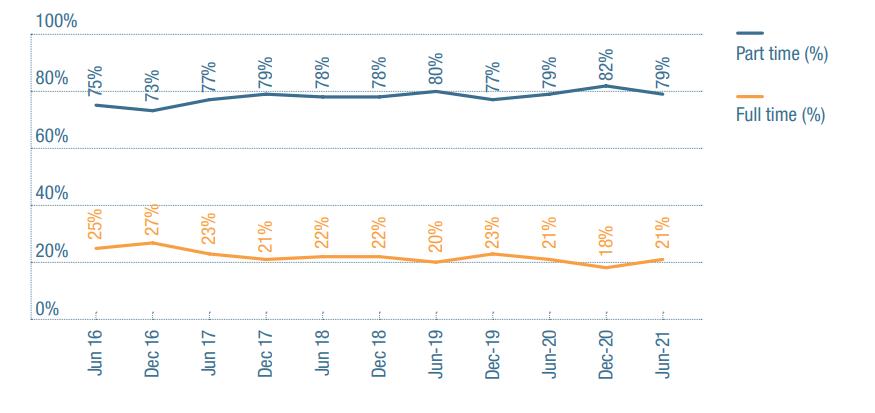 100%
80%
60%
40%
20%
0%
75%
73%
77%
79%
78%
78%
80%
77%
79%
82%
79%
25%
27%
23%
21%
22%
22%
20%
23%
21%
18%
21%
Jun 16
Dec 16
Jun 17
Dec 17
Jun 18
Dec 18
Jun-19
Dec-19
Jun-20
Dec-20
Jun-21
Part time (%)
Full time (%)